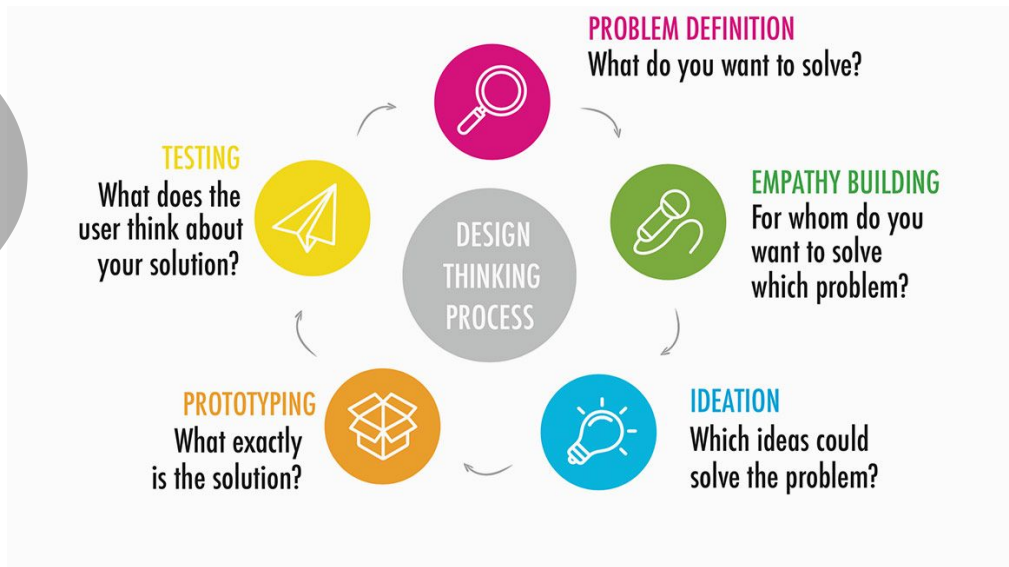 PROBLEM DEFINITION
What do you want to solve?
EMPATHY BUILDING
For whom do you
want to solve
which problem?
IDEATION
Which ideas could
solve the problem?
PROTOTYPING
What exactly
is the solution?
TESTING
What does the
user think about
your solution?
DESIGN
THINKING
PROCESS